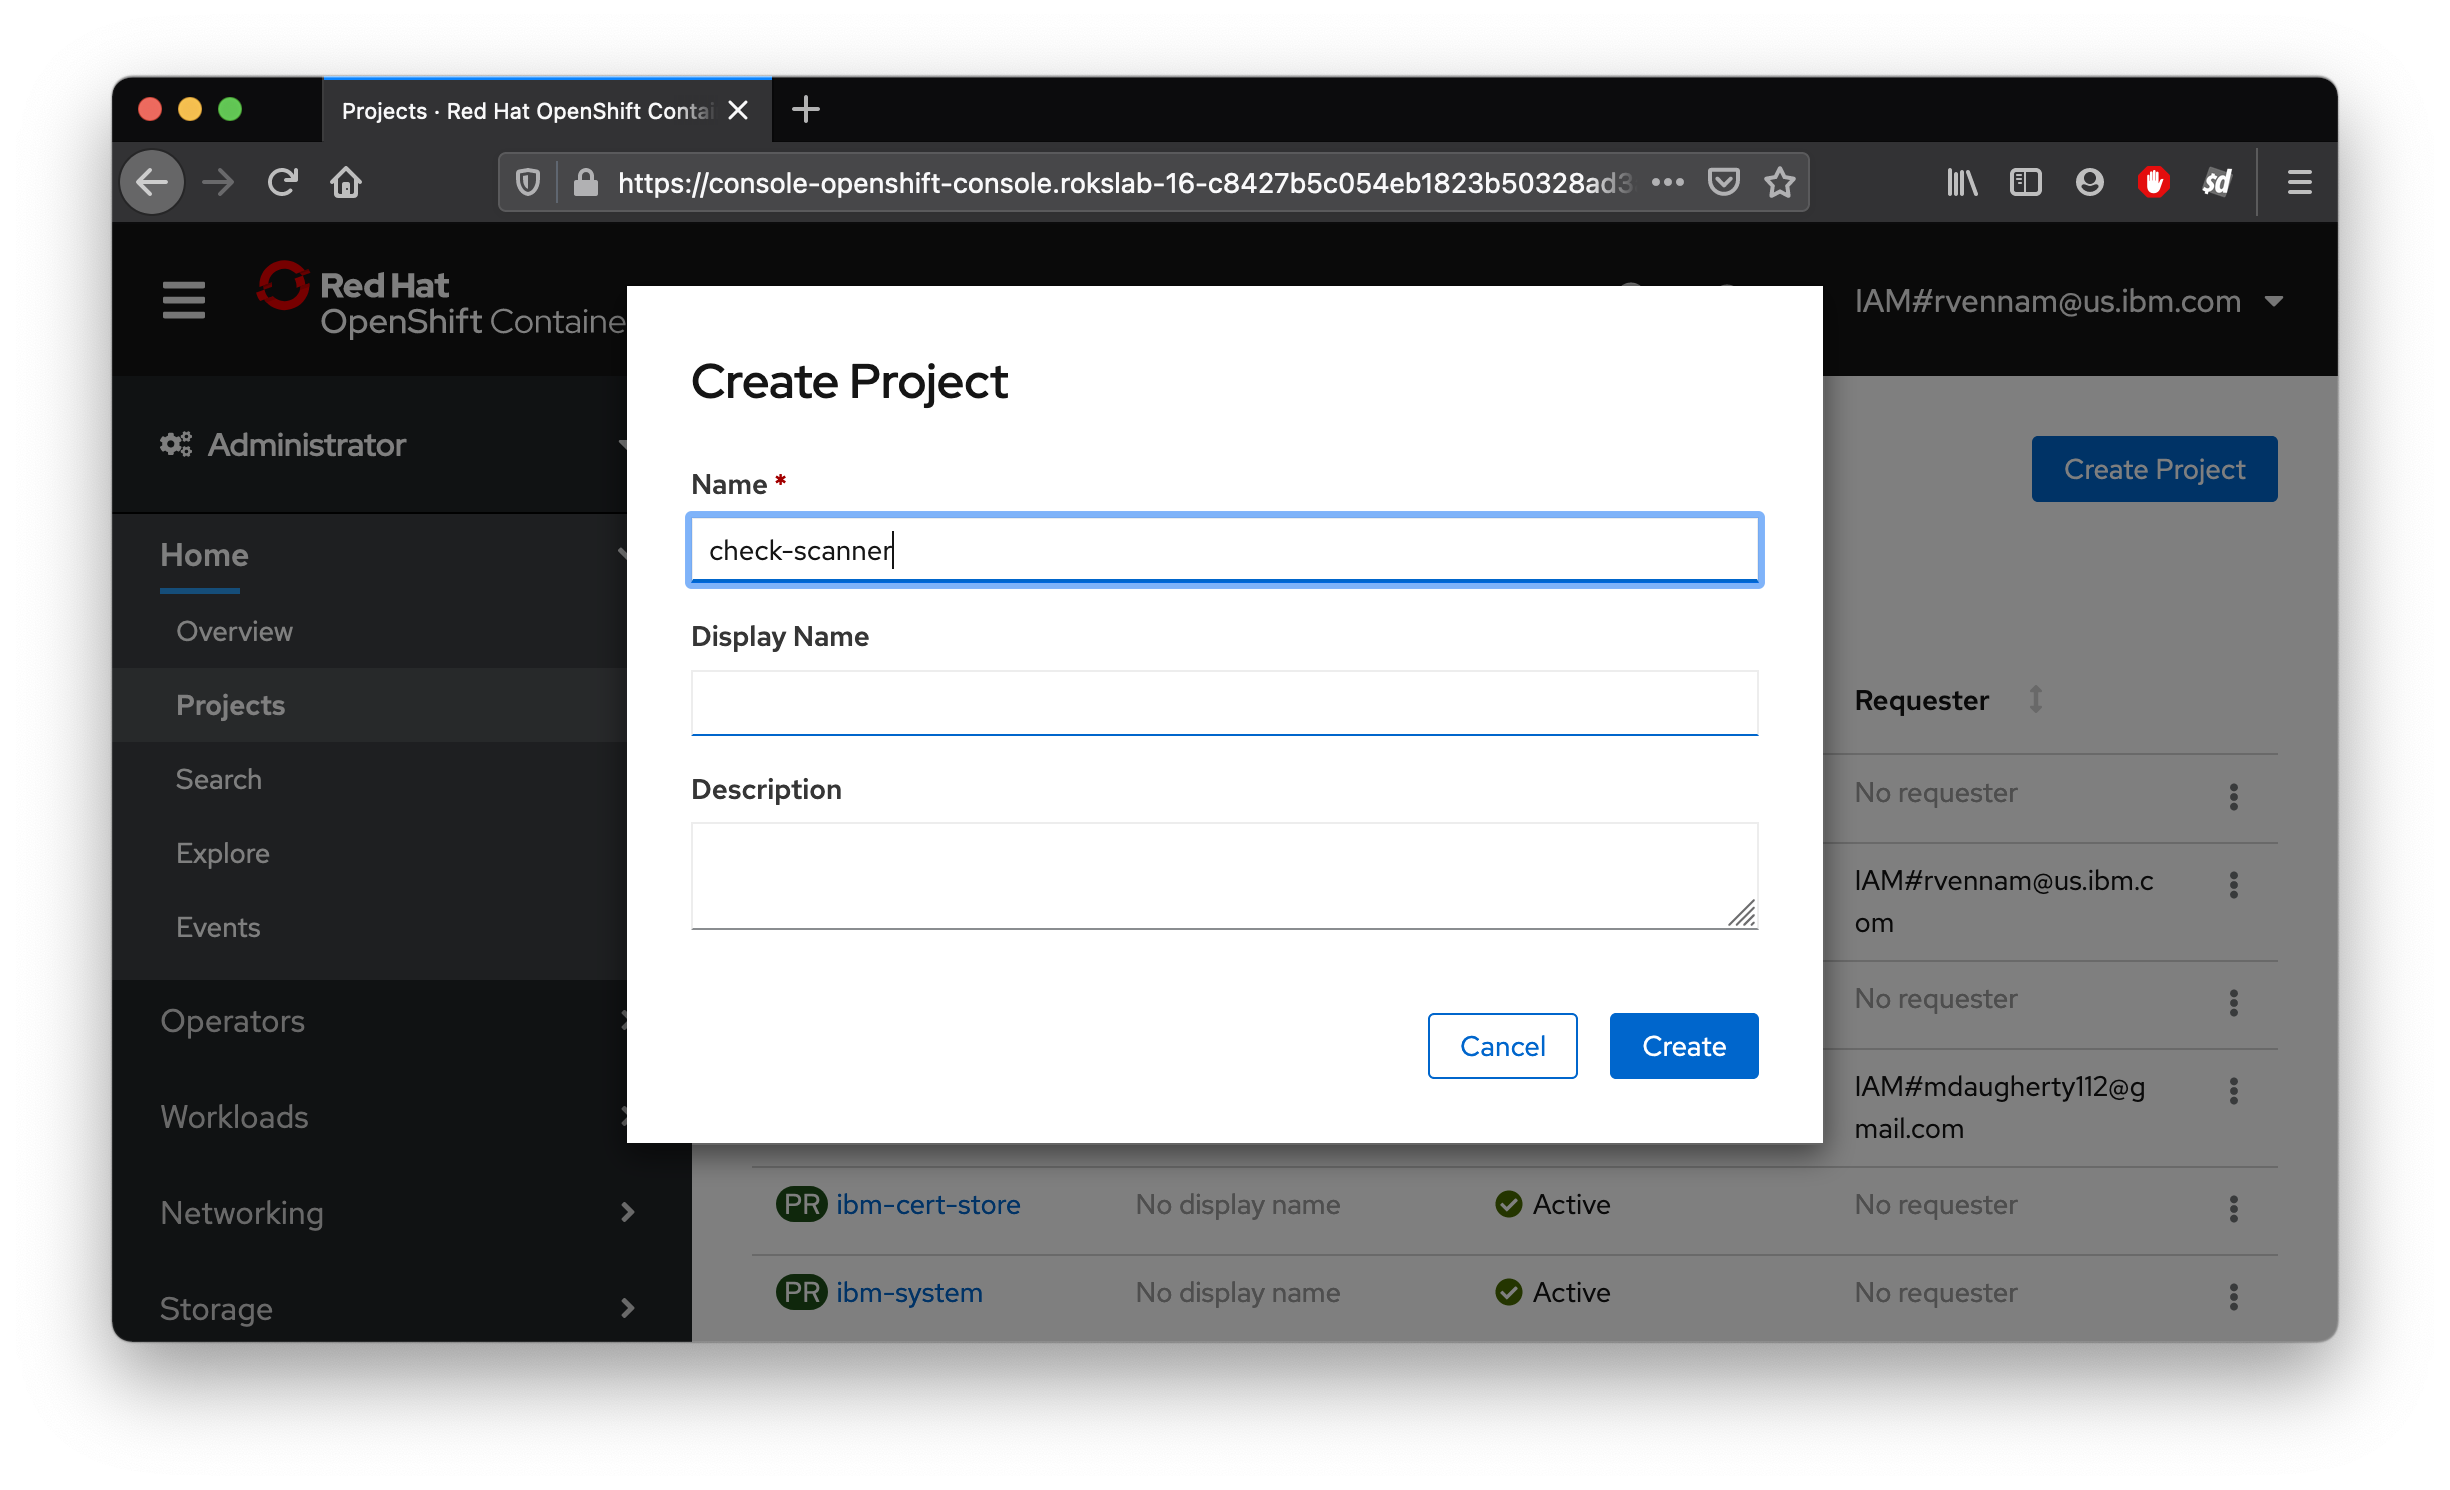 Projects · Red Hat OpenShift Contai
https://console-openshift-console.rokslab-16-c8427b5c054eb1823b50328ad3
Red Hat
OpenShift Containe
IAM#rvennam@us.ibm.com
Administrator
Home
Overview
Projects
Search
Explore
Events
Operators
Workloads
Networking
Storage
Create Project
Name *
check-scanner
Display Name
Description
Cancel
Create
Create Project
Requester
No requester
IAM#rvennam@us.ibm.c
om
No requester
IAM#mdaugherty112@g
mail.com
PR ibm-cert-store No display name Active No requester
PR ibm-system No display name Active No requester